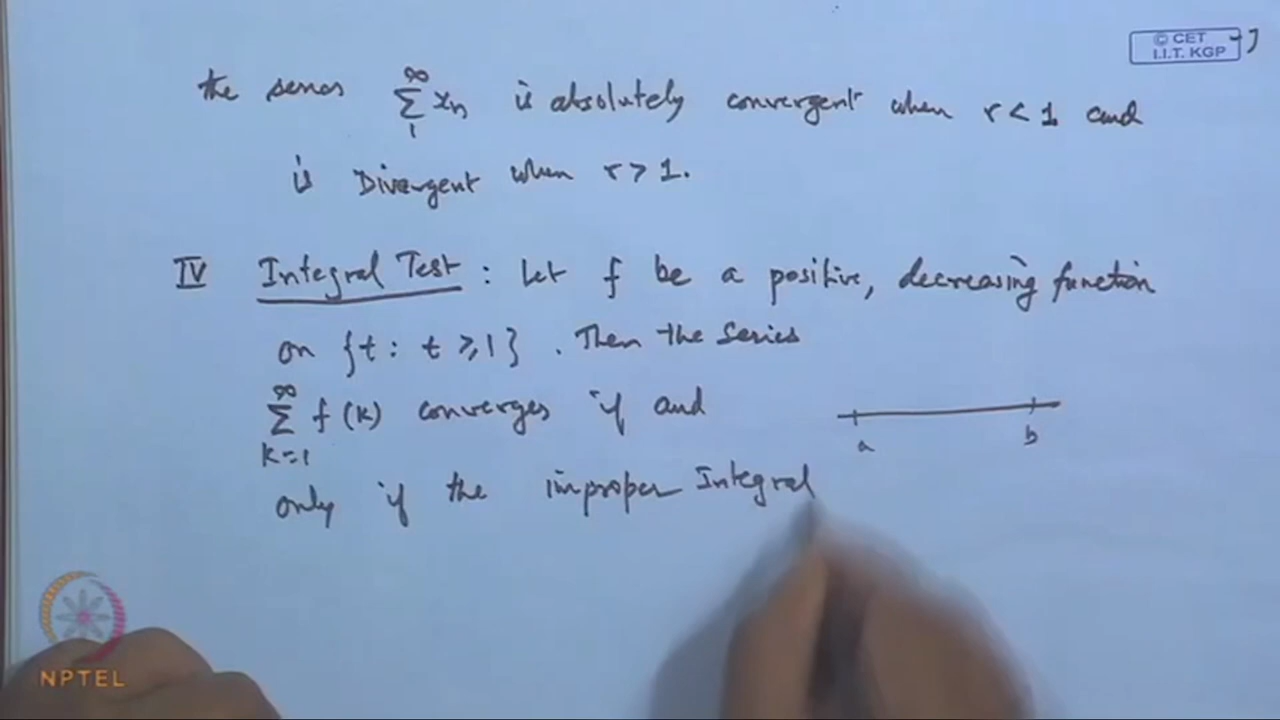 © CET
I.I.T. KGP
the series ∞ Σ 1 xn is absolutely convergent when r < 1 and
is Divergent when r > 1.
IV Integral Test : Let f be a positive, decreasing function
on {t : t ≥ 1} . Then the series
∞ Σ k=1 f(k) converges if and
a b
only if the improper Integral
NPTEL